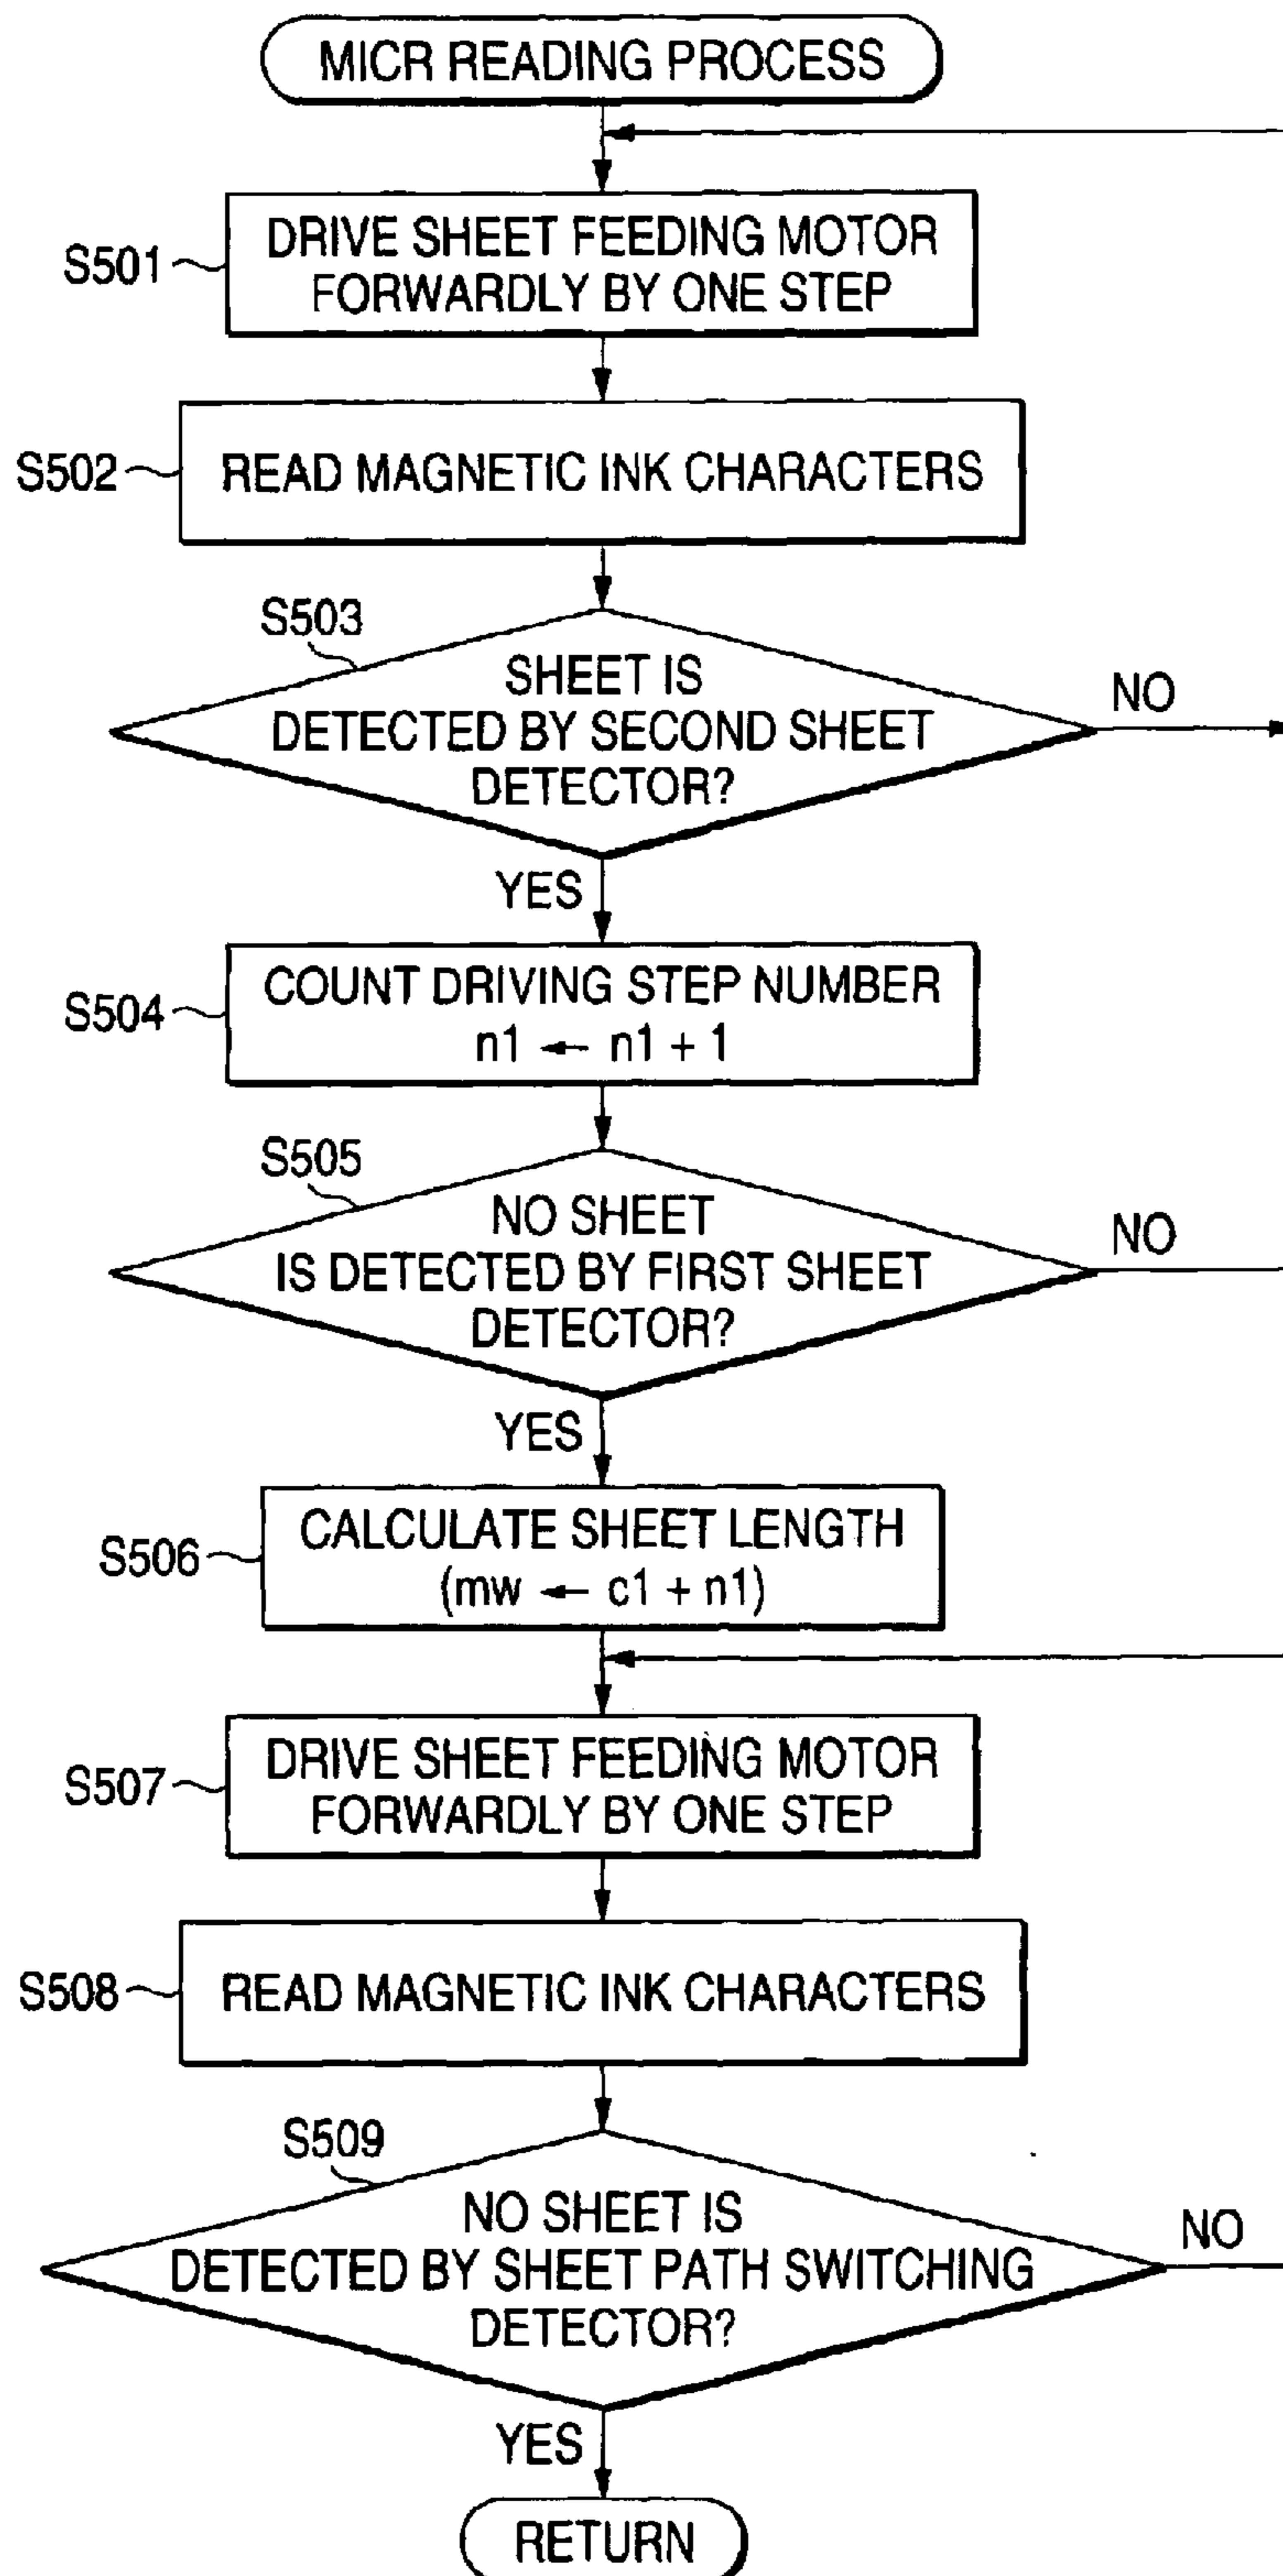 MICR READING PROCESS
S501
DRIVE SHEET FEEDING MOTOR
FORWARDLY BY ONE STEP
S502
READ MAGNETIC INK CHARACTERS
S503
SHEET IS
DETECTED BY SECOND SHEET
DETECTOR?
NO
YES
S504
COUNT DRIVING STEP NUMBER
n1 ← n1 + 1
S505
NO SHEET
IS DETECTED BY FIRST SHEET
DETECTOR?
NO
YES
S506
CALCULATE SHEET LENGTH
(mw ← c1 + n1)
S507
DRIVE SHEET FEEDING MOTOR
FORWARDLY BY ONE STEP
S508
READ MAGNETIC INK CHARACTERS
S509
NO SHEET IS
DETECTED BY SHEET PATH SWITCHING
DETECTOR?
NO
YES
RETURN